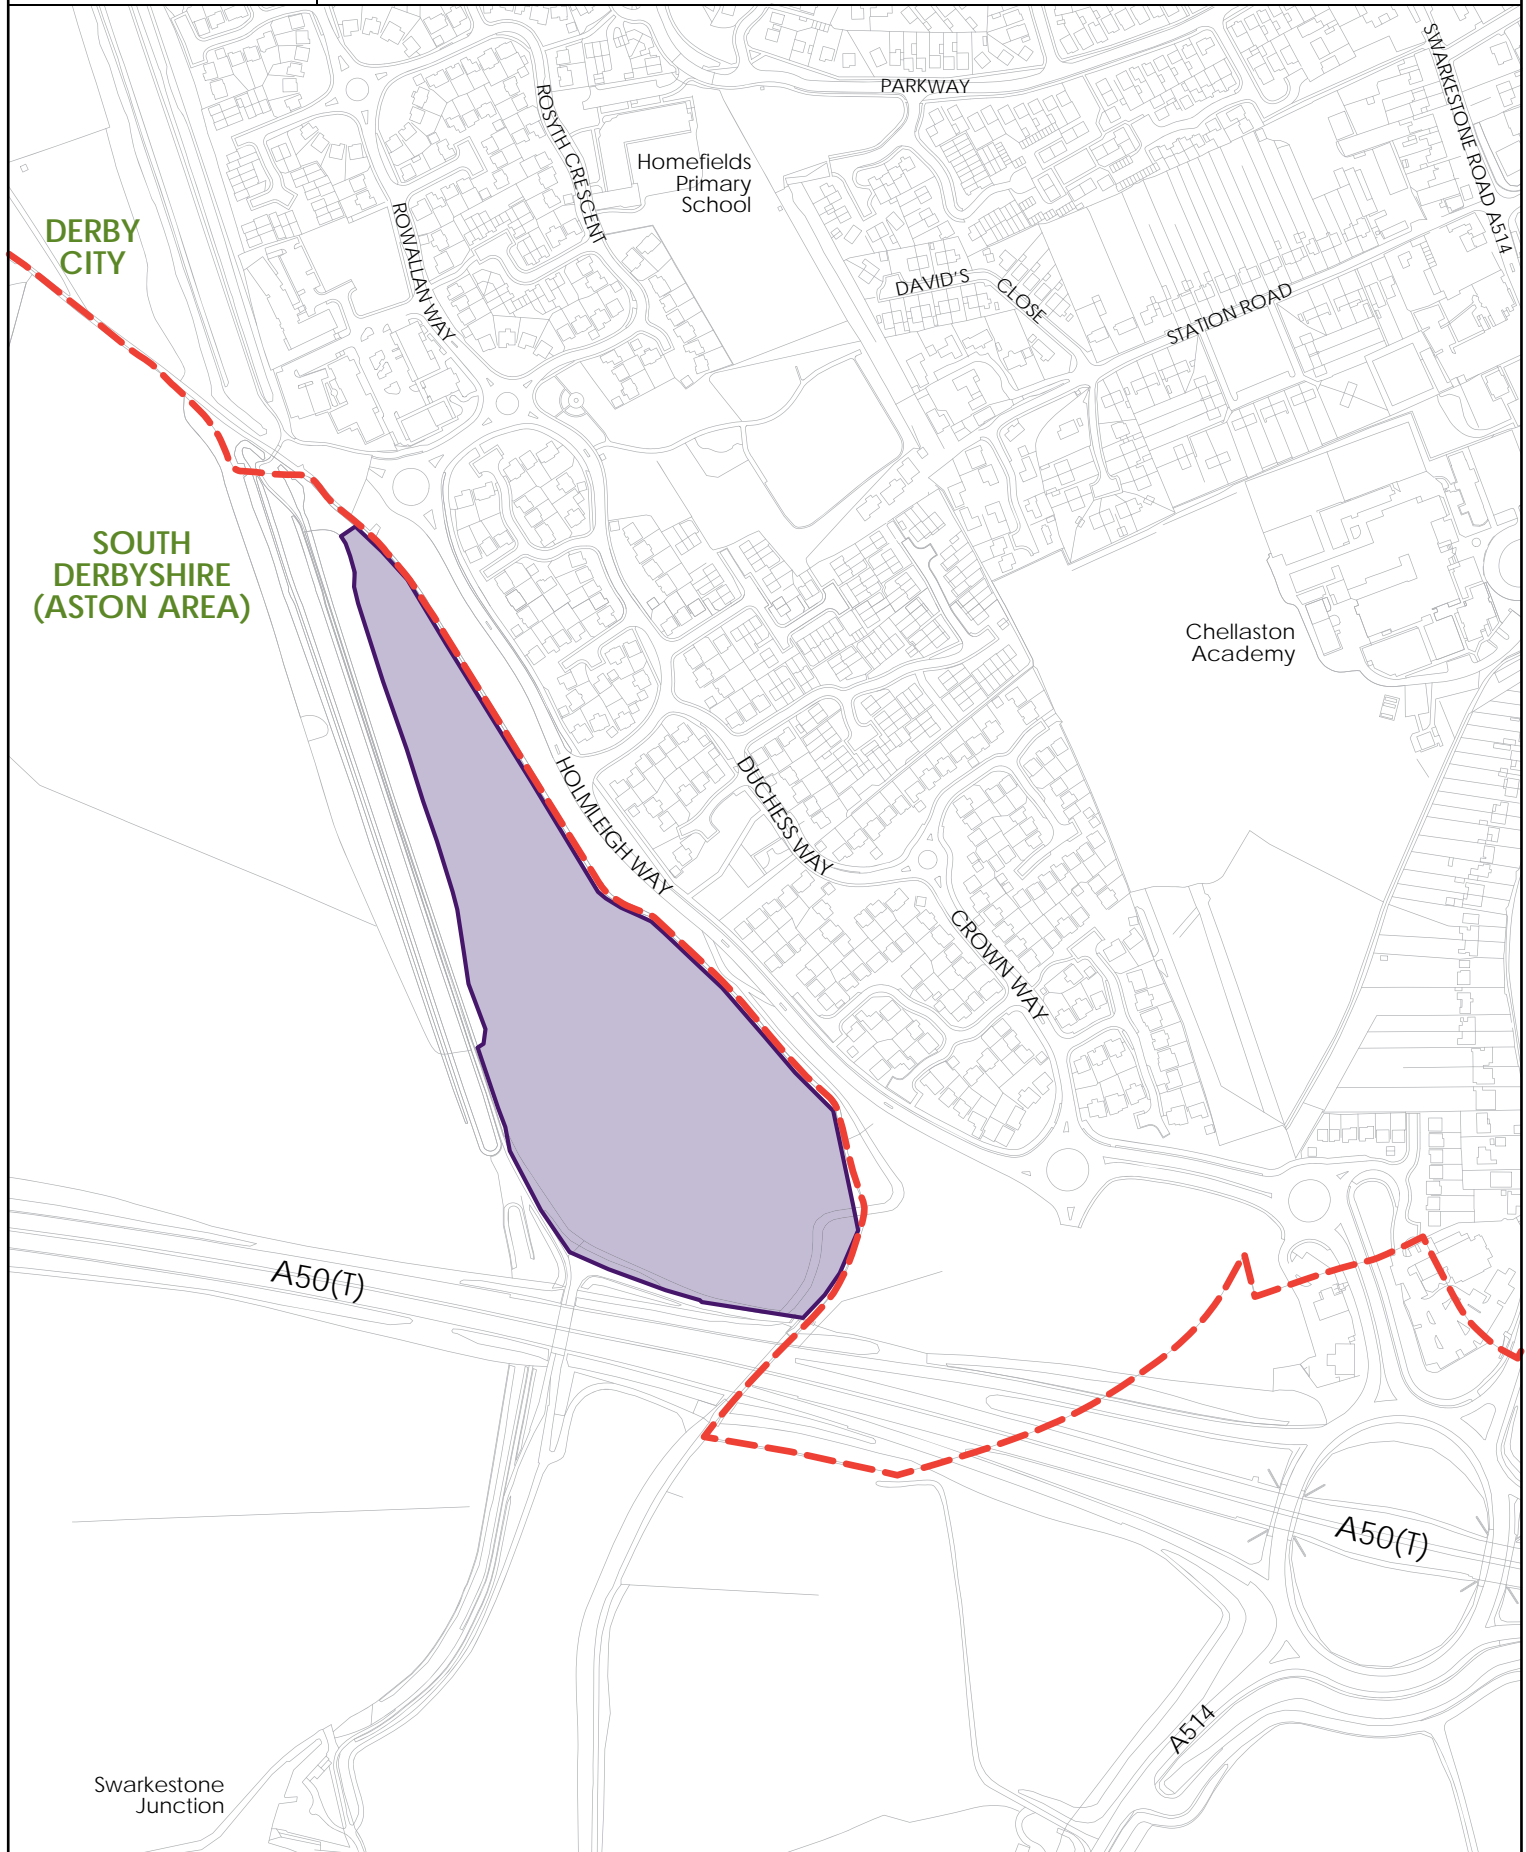 PARKWAY
SWARKESTONE ROAD A514
ROSYTH CRESCENT
Homefields
Primary
School
ROWALLAN WAY
DERBY
CITY
DAVID'S
CLOSE
STATION ROAD
SOUTH
DERBYSHIRE
(ASTON AREA)
Chellaston
Academy
HOLMLEIGH WAY
DUCHESS WAY
CROWN WAY
A50(T)
A50(T)
A514
Swarkestone
Junction